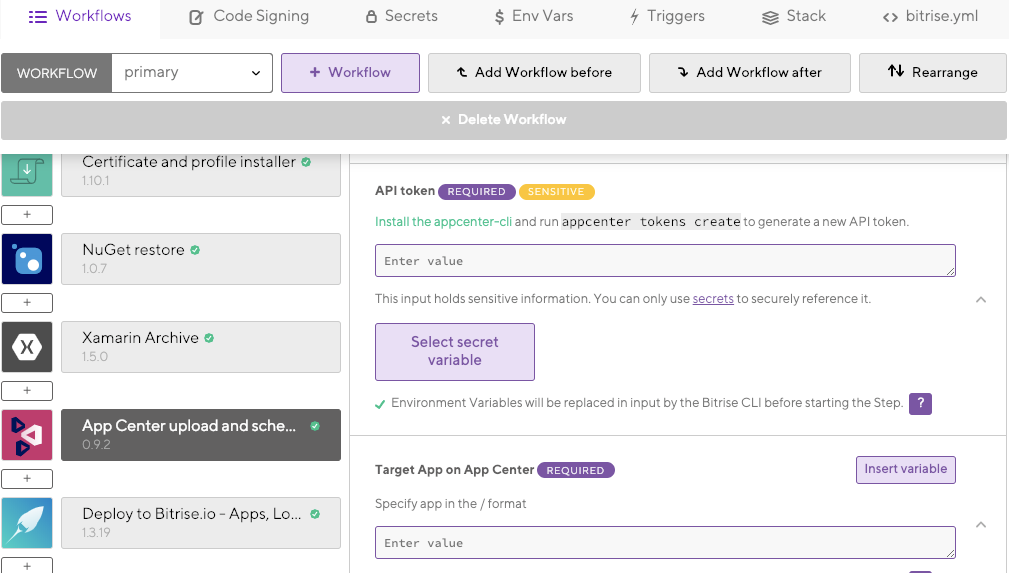 Workflows
Code Signing
Secrets
$ Env Vars
Triggers
Stack
<> bitrise.yml
WORKFLOW
primary
+ Workflow
Add Workflow before
Add Workflow after
Rearrange
× Delete Workflow
Certificate and profile installer
1.10.1
+
NuGet restore
1.0.7
+
Xamarin Archive
1.5.0
+
App Center upload and sche...
0.9.2
+
Deploy to Bitrise.io - Apps, Lo...
1.3.19
+
API token REQUIRED SENSITIVE
Install the appcenter-cli and run appcenter tokens create to generate a new API token.
Enter value
This input holds sensitive information. You can only use secrets to securely reference it.
Select secret
variable
Environment Variables will be replaced in input by the Bitrise CLI before starting the Step. ?
Target App on App Center REQUIRED
Insert variable
Specify app in the / format
Enter value